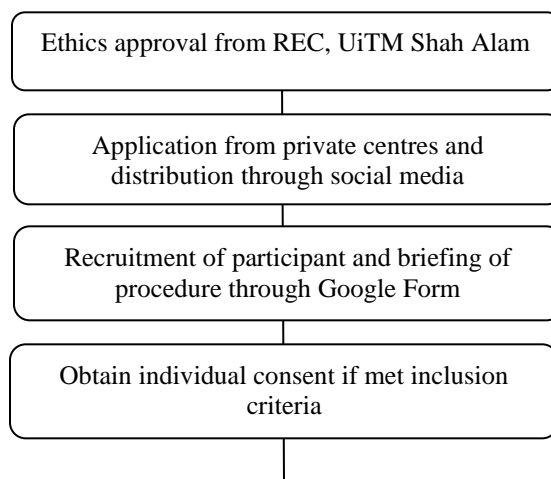 Ethics approval from REC, UiTM Shah Alam
Application from private centres and
distribution through social media
Recruitment of participant and briefing of
procedure through Google Form
Obtain individual consent if met inclusion
criteria